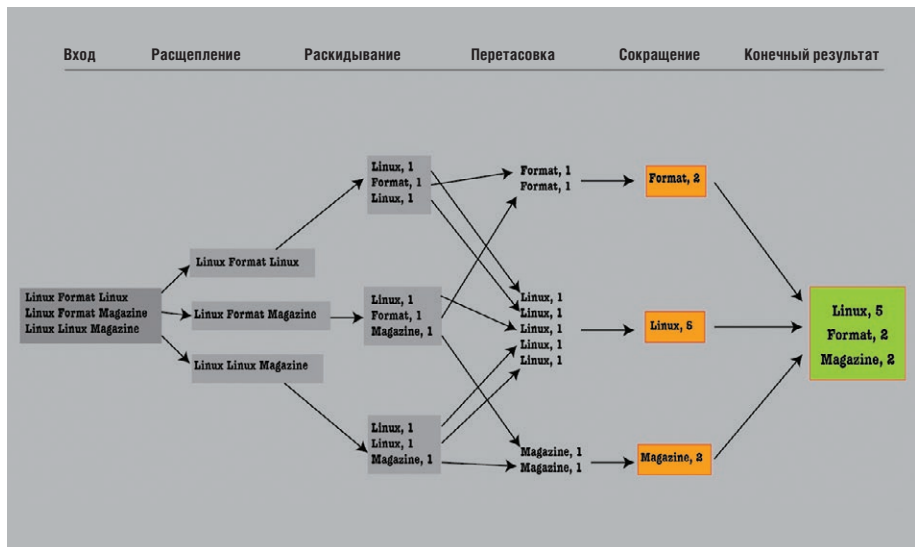 Вход Расщепление Раскидывание Перетасовка Сокращение Конечный результат
Linux Format Linux
Linux Format Magazine
Linux Linux Magazine
Linux Format Linux
Linux Format Magazine
Linux Linux Magazine
Linux, 1
Format, 1
Linux, 1
Linux, 1
Format, 1
Magazine, 1
Linux, 1
Linux, 1
Magazine, 1
Format, 1
Format, 1
Linux, 1
Linux, 1
Linux, 1
Linux, 1
Linux, 1
Magazine, 1
Magazine, 1
Format, 2
Linux, 5
Magazine, 2
Linux, 5
Format, 2
Magazine, 2